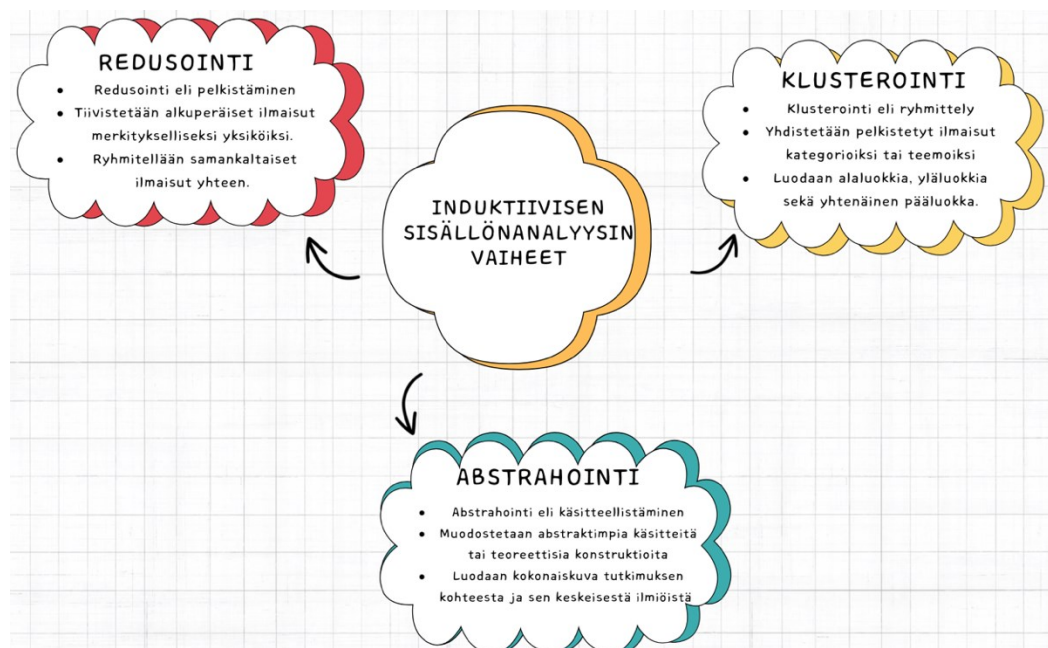 REDUSOINTI
• Redusointi eli pelkistäminen
• Tiivistetään alkuperäiset ilmaisut
merkitykselliseksi yksiköiksi.
• Ryhmitellään samankaltaiset
ilmaisut yhteen.
KLUSTEROINTI
• Klusterointi eli ryhmittely
• Yhdistetään pelkistetyt ilmaisut
kategorioiksi tai teemoiksi
• Luodaan alaluokkia, yläluokkia
sekä yhtenäinen pääluokka.
INDUKTIIVISEN
SISÄLLÖNANALYYSIN
VAIHEET
ABSTRAHOINTI
• Abstrahointi eli käsitteellistäminen
• Muodostetaan abstraktimpia käsitteitä
tai teoreettisia konstruktioita
• Luodaan kokonaiskuva tutkimuksen
kohteesta ja sen keskeisestä ilmiöistä